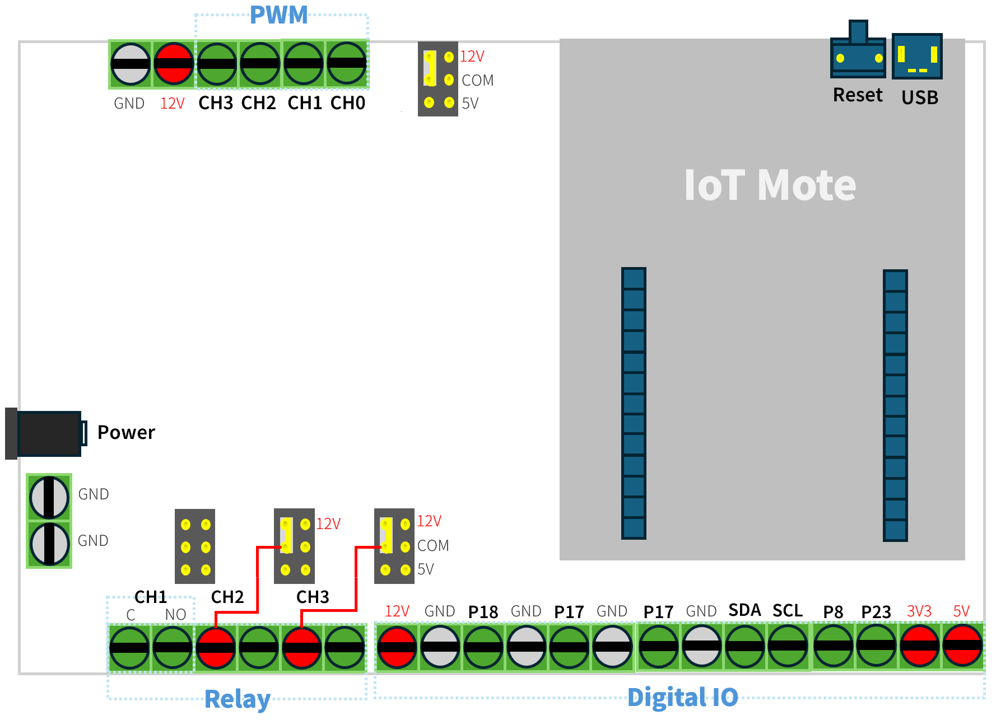 PWM
GND 12V CH3 CH2 CH1 CH0
12V
COM
5V
Reset USB
IoT Mote
Power
GND
GND
12V
12V
COM
5V
CH1 CH2 CH3
C NO
12V GND P18 GND P17 GND P17 GND SDA SCL P8 P23 3V3 5V
Relay
Digital IO